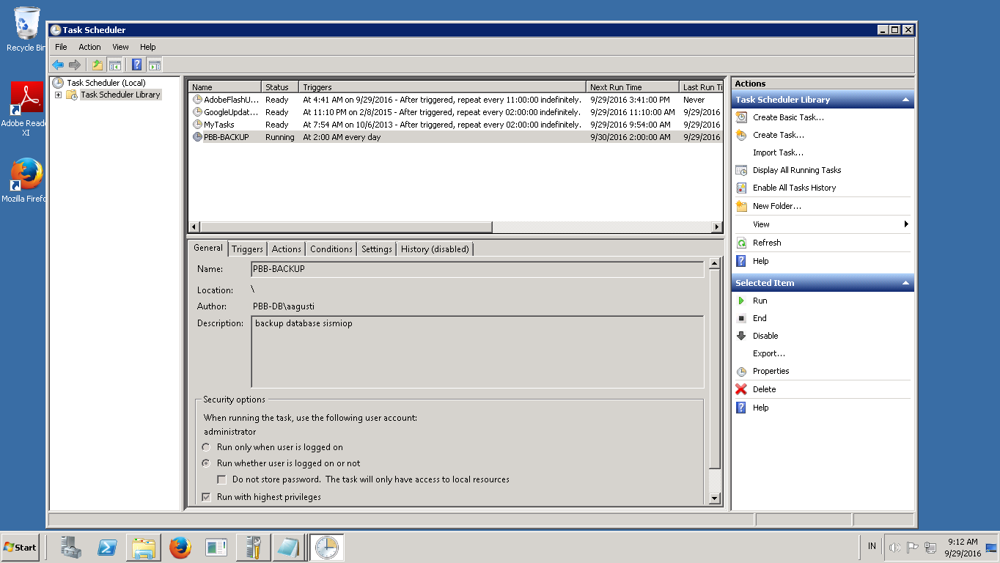 Recycle Bin
Adobe Reade
XI
Mozilla Firefo
Task Scheduler
File Action View Help
Task Scheduler (Local)
Task Scheduler Library
Name Status Triggers Next Run Time Last Run Ti
AdobeFlashU... Ready At 4:41 AM on 9/29/2016 - After triggered, repeat every 11:00:00 indefinitely. 9/29/2016 3:41:00 PM Never
GoogleUpdat... Ready At 11:10 PM on 2/8/2015 - After triggered, repeat every 02:00:00 indefinitely. 9/29/2016 11:10:00 AM 9/29/2016
MyTasks Ready At 7:54 AM on 10/6/2013 - After triggered, repeat every 02:00:00 indefinitely. 9/29/2016 9:54:00 AM 9/29/2016
PBB-BACKUP Running At 2:00 AM every day 9/30/2016 2:00:00 AM 9/29/2016
General Triggers Actions Conditions Settings History (disabled)
Name: PBB-BACKUP
Location: \
Author: PBB-DB\aagusti
Description: backup database sismiop
Security options
When running the task, use the following user account:
administrator
Run only when user is logged on
Run whether user is logged on or not
Do not store password. The task will only have access to local resources
Run with highest privileges
Actions
Task Scheduler Library
Create Basic Task...
Create Task...
Import Task...
Display All Running Tasks
Enable All Tasks History
New Folder...
View
Refresh
Help
Selected Item
Run
End
Disable
Export...
Properties
Delete
Help
Start
IN
9:12 AM
9/29/2016